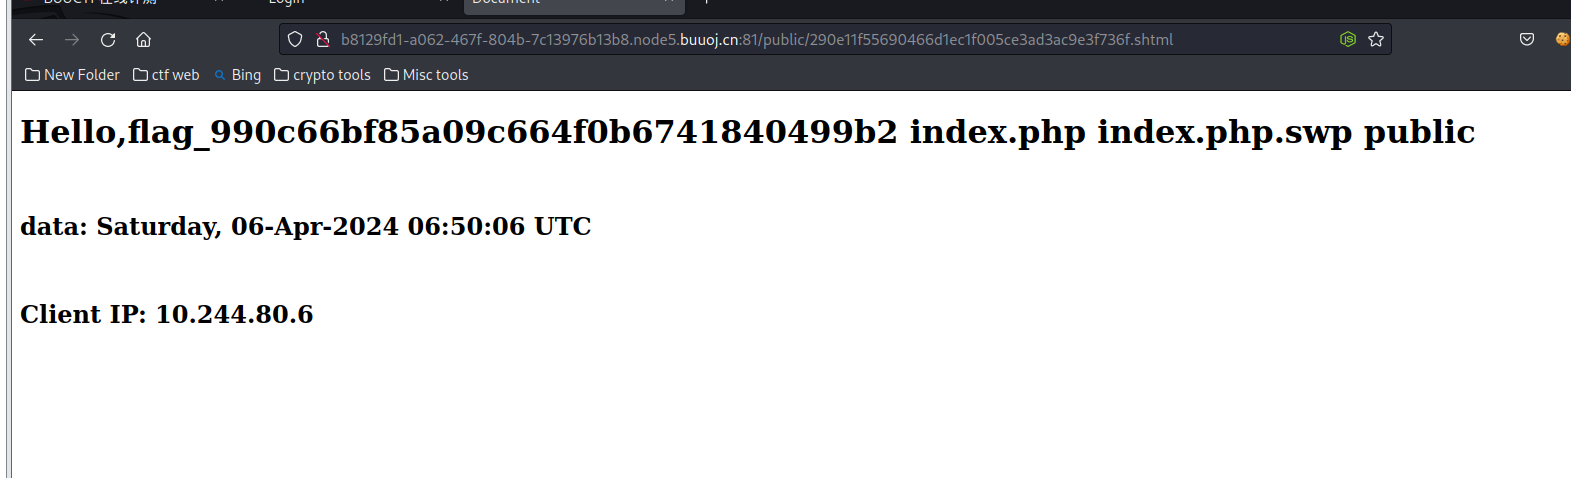 Login
Document
b8129fd1-a062-467f-804b-7c13976b13b8.node5.buuoj.cn:81/public/290e11f55690466d1ec1f005ce3ad3ac9e3f736f.shtml
New Folder ctf web Bing crypto tools Misc tools
Hello,flag_990c66bf85a09c664f0b6741840499b2 index.php index.php.swp public
data: Saturday, 06-Apr-2024 06:50:06 UTC
Client IP: 10.244.80.6